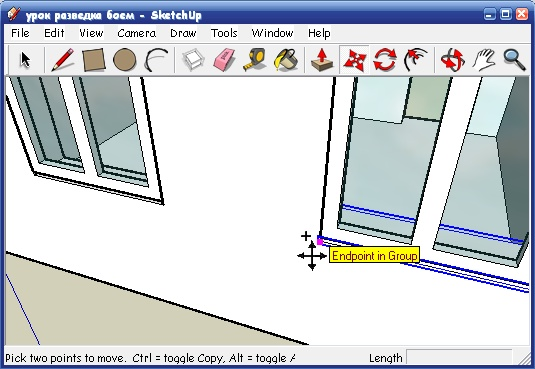 урок разведка боем - SketchUp
File Edit View Camera Draw Tools Window Help
Endpoint in Group
Pick two points to move. Ctrl = toggle Copy, Alt = toggle A
Length